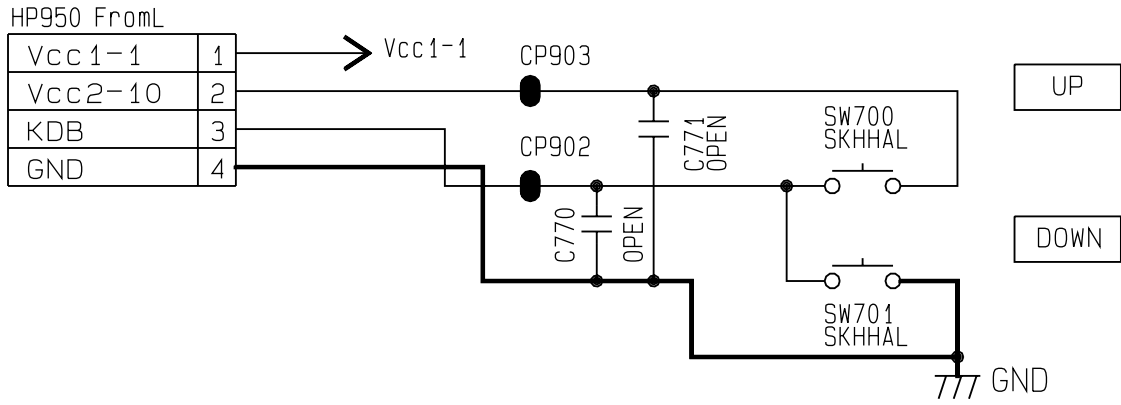 HP950 FromL
Vcc1-1 1
Vcc2-10 2
KDB 3
GND 4
Vcc1-1
CP903
CP902
C771
OPEN
C770
OPEN
SW700
SKHHAL
SW701
SKHHAL
UP
DOWN
GND